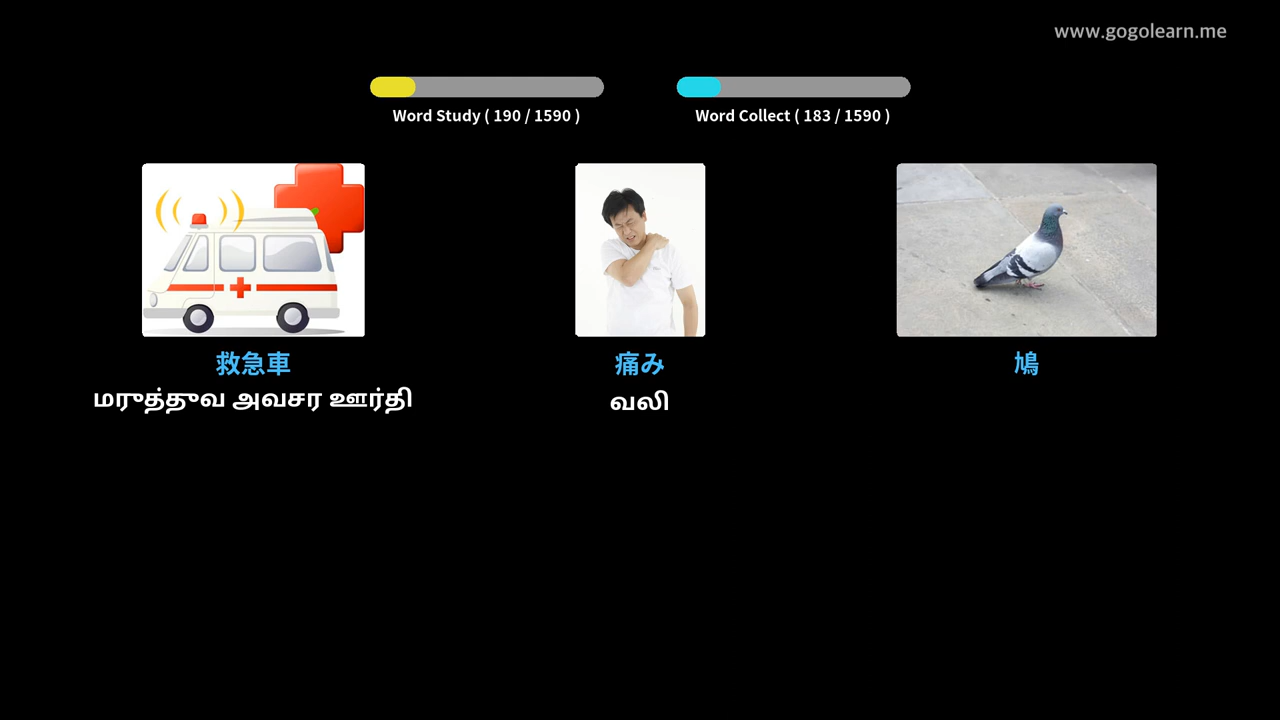 www.gogolearn.me
Word Study ( 190 / 1590 )
Word Collect ( 183 / 1590 )
救急車
மருத்துவ அவசர ஊர்தி
痛み
வலி
鳩